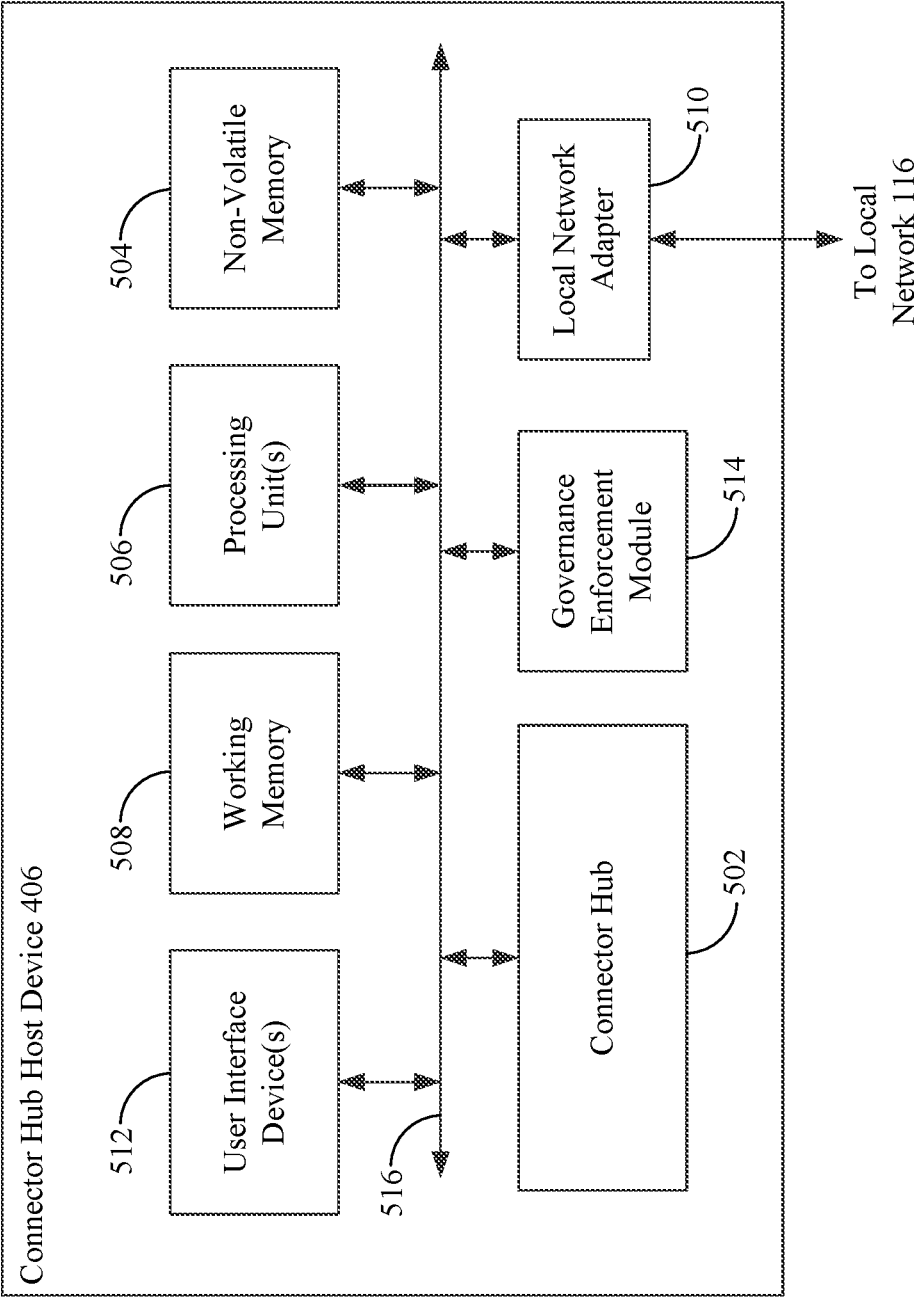 Connector Hub Host Device 406
512
508
506
504
User Interface
Device(s)
Working
Memory
Processing
Unit(s)
Non-Volatile
Memory
516
Connector Hub
Governance
Enforcement
Module
Local Network
Adapter
502
514
510
To Local
Network 116